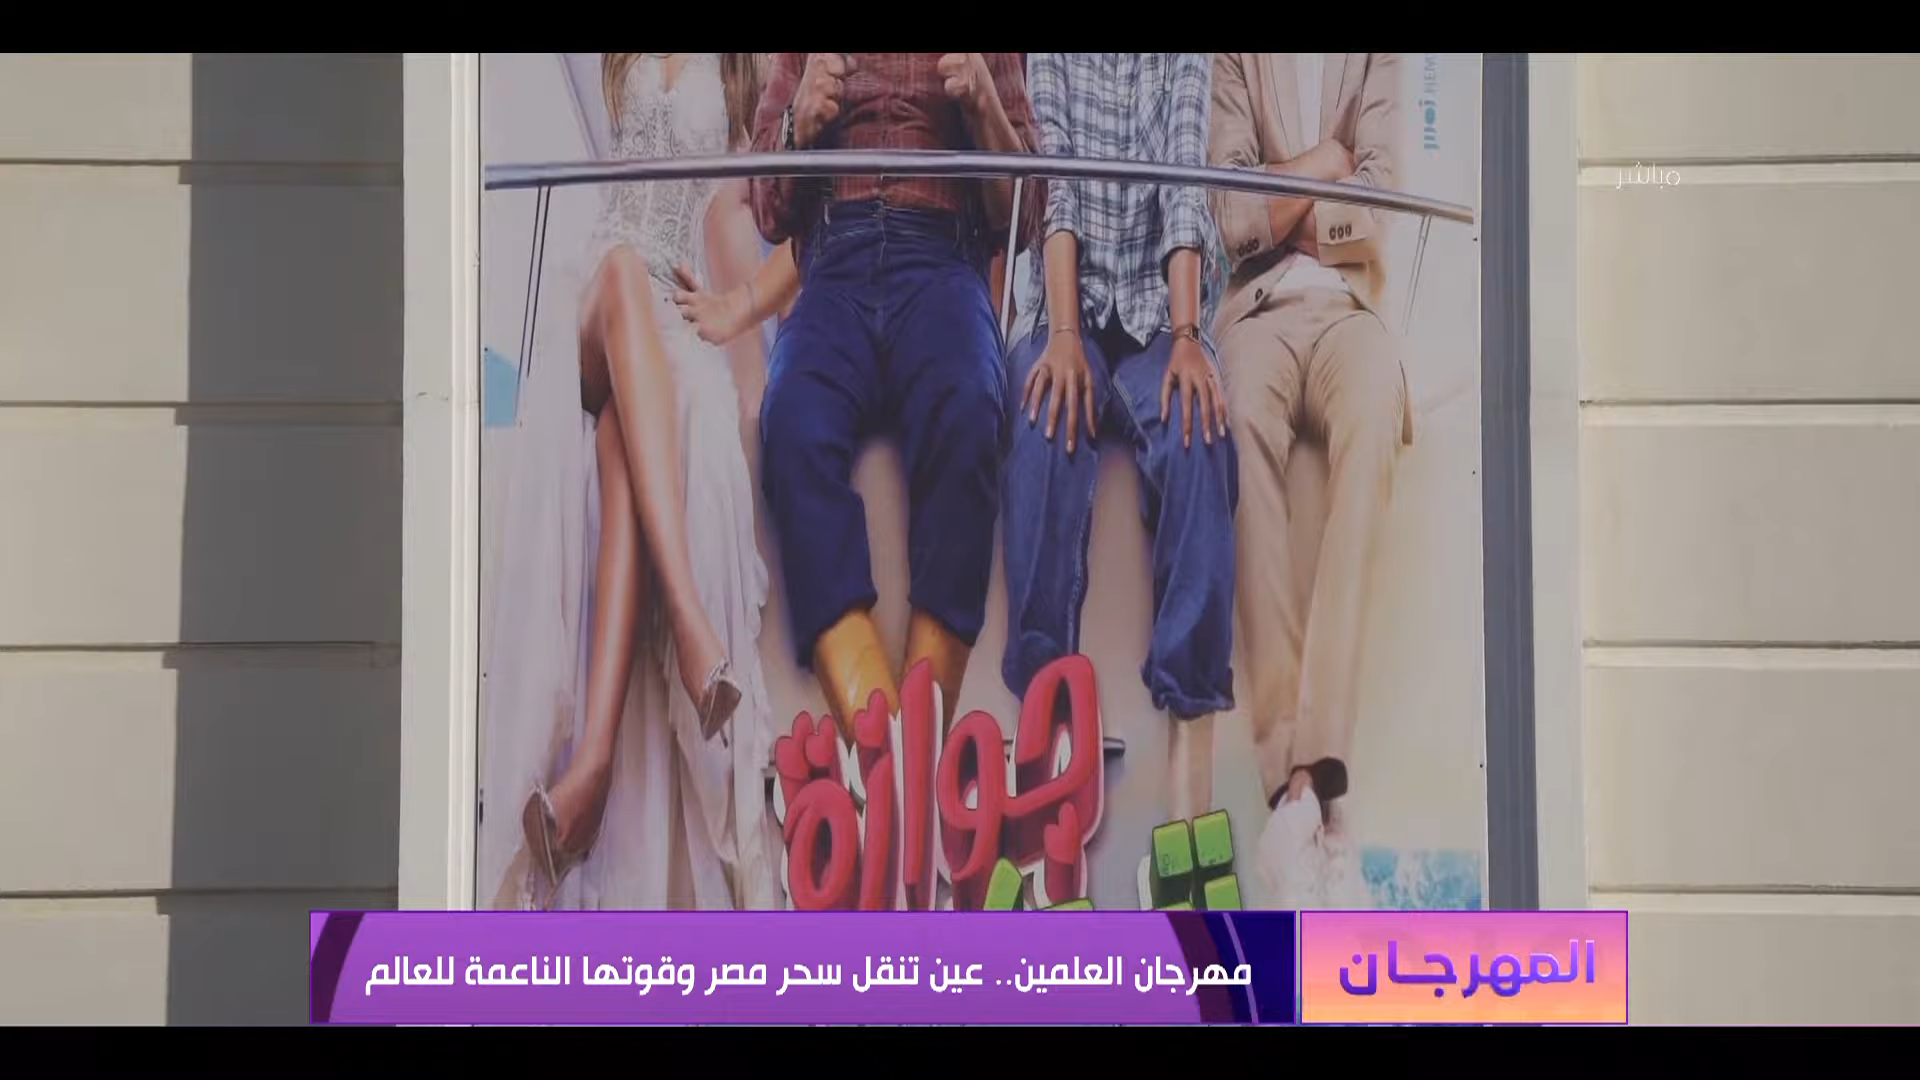 مباشر
جوازة
المهرجان
مهرجان العلمين.. عين تنقل سحر مصر وقوتها الناعمة للعالم